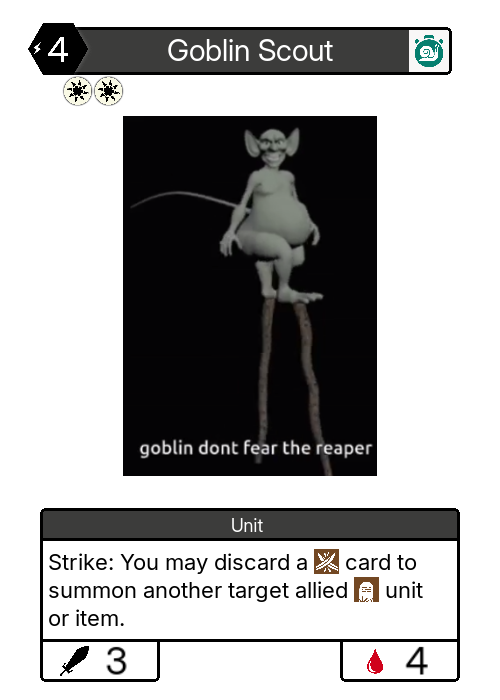 4
Goblin Scout
goblin dont fear the reaper
Unit
Strike: You may discard a card to
summon another target allied unit
or item.
3
4